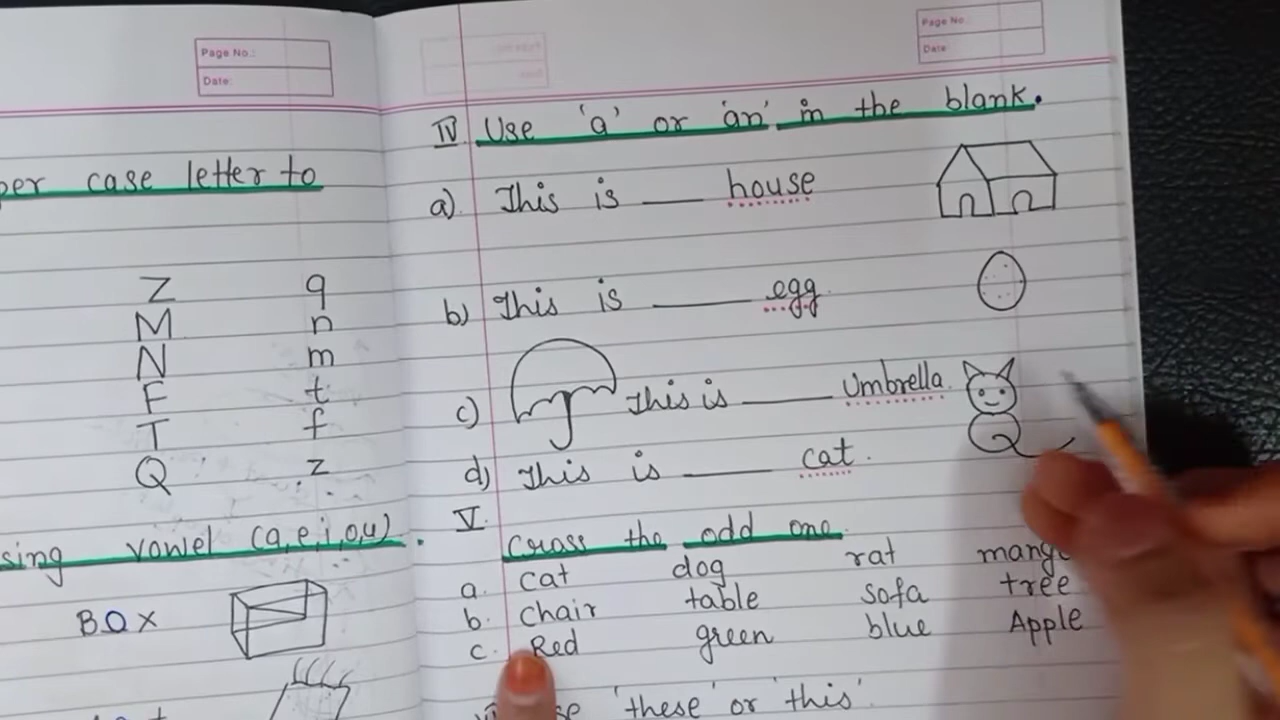 Page No.:
Date:
per case letter to
Z q
M n
N m
F t
T f
Q z
sing vowel (a,e,i,o,u).
BOX
Page No.
Date
IV Use 'a' or 'an' in the blank.
a). This is ___ house
b) This is ___ egg
c) This is ___ Umbrella
d) This is ___ cat.
V.
Cross the odd one.
a. cat dog rat mango
b. Chair table sofa tree
c. Red green blue Apple
'these' or 'this'